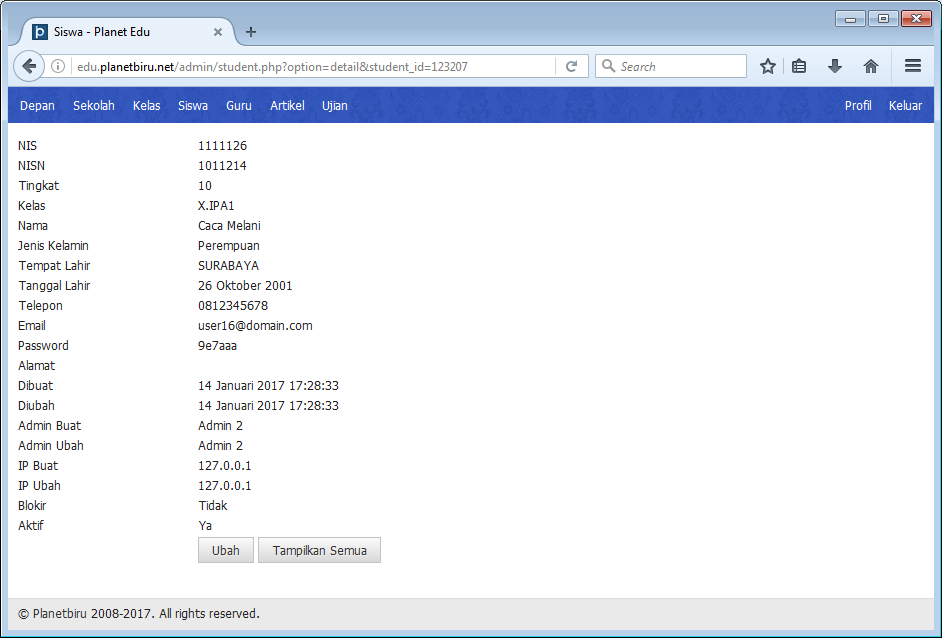 Siswa - Planet Edu
edu.planetbiru.net/admin/student.php?option=detail&student_id=123207
Search
Depan Sekolah Kelas Siswa Guru Artikel Ujian Profil Keluar
NIS 1111126
NISN 1011214
Tingkat 10
Kelas X.IPA1
Nama Caca Melani
Jenis Kelamin Perempuan
Tempat Lahir SURABAYA
Tanggal Lahir 26 Oktober 2001
Telepon 0812345678
Email user16@domain.com
Password 9e7aaa
Alamat
Dibuat 14 Januari 2017 17:28:33
Diubah 14 Januari 2017 17:28:33
Admin Buat Admin 2
Admin Ubah Admin 2
IP Buat 127.0.0.1
IP Ubah 127.0.0.1
Blokir Tidak
Aktif Ya
Ubah Tampilkan Semua
© Planetbiru 2008-2017. All rights reserved.